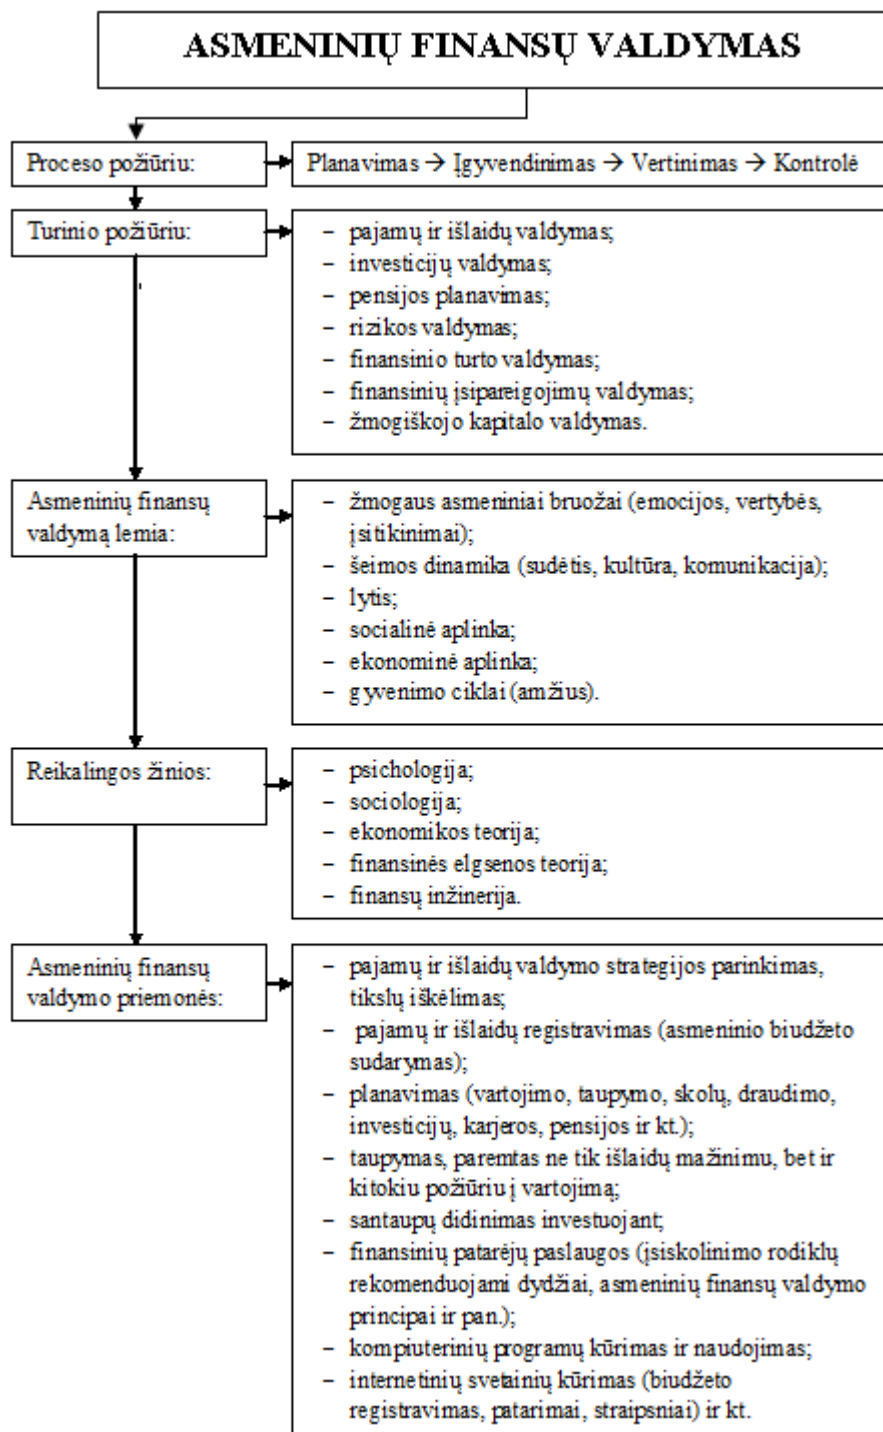 ASMENINIŲ FINANSŲ VALDYMAS
Proceso požiūriu:
Planavimas → Įgyvendinimas → Vertinimas → Kontrolė
Turinio požiūriu:
– pajamų ir išlaidų valdymas;
– investicijų valdymas;
– pensijos planavimas;
– rizikos valdymas;
– finansinio turto valdymas;
– finansinių įsipareigojimų valdymas;
– žmogiškojo kapitalo valdymas.
Asmeninių finansų
valdymą lemia:
– žmogaus asmeniniai bruožai (emocijos, vertybės,
įsitikinimai);
– šeimos dinamika (sudėtis, kultūra, komunikacija);
– lytis;
– socialinė aplinka;
– ekonominė aplinka;
– gyvenimo ciklai (amžius).
Reikalingos žinios:
– psichologija;
– sociologija;
– ekonomikos teorija;
– finansinės elgsenos teorija;
– finansų inžinerija.
Asmeninių finansų
valdymo priemonės:
– pajamų ir išlaidų valdymo strategijos parinkimas,
tikslų iškėlimas;
– pajamų ir išlaidų registravimas (asmeninio biudžeto
sudarymas);
– planavimas (vartojimo, taupymo, skolų, draudimo,
investicijų, karjeros, pensijos ir kt.);
– taupymas, paremtas ne tik išlaidų mažinimu, bet ir
kitokiu požiūriu į vartojimą;
– santaupų didinimas investuojant;
– finansinių patarėjų paslaugos (įsiskolinimo rodiklų
rekomenduojami dydžiai, asmeninių finansų valdymo
principai ir pan.);
– kompiuterinių programų kūrimas ir naudojimas;
– internetinių svetainių kūrimas (biudžeto
registravimas, patarimai, straipsniai) ir kt.